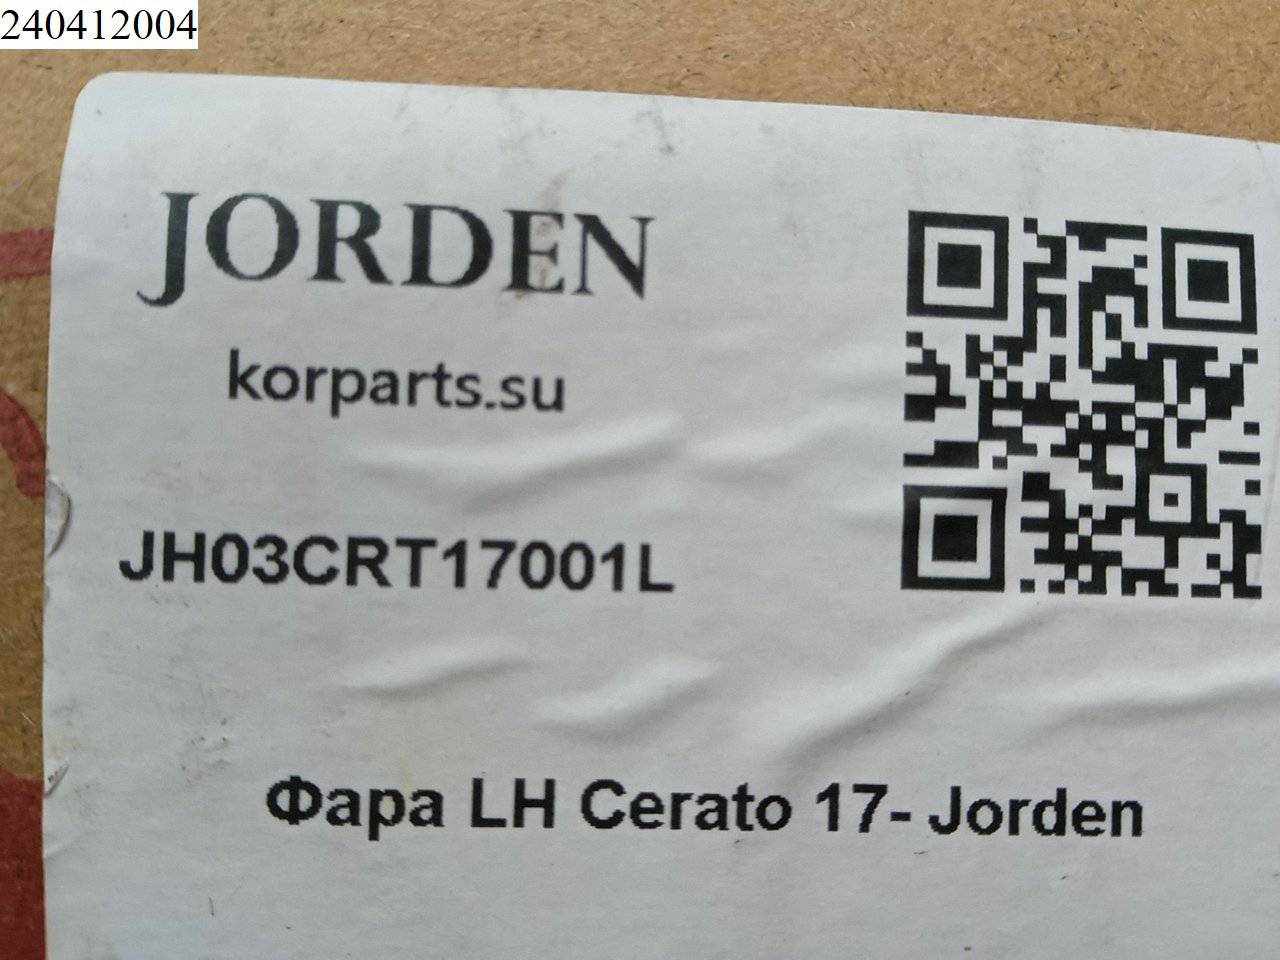 240412004
JORDEN
korparts.su
JH03CRT17001L
Фара LH Cerato 17- Jorden